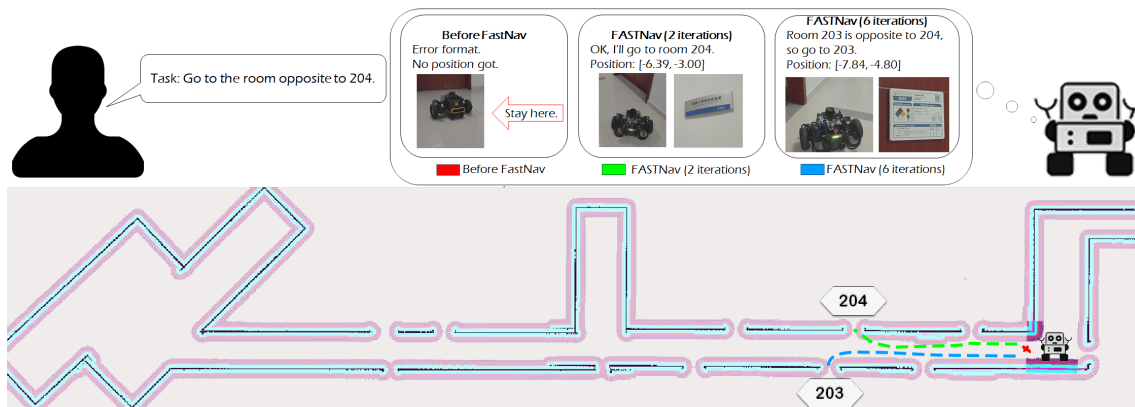 Task: Go to the room opposite to 204.
Before FastNav
Error format.
No position got.
Stay here.
FASTNav (2 iterations)
OK, I'll go to room 204.
Position: [-6.39, -3.00]
FASTNav (6 iterations)
Room 203 is opposite to 204,
so go to 203.
Position: [-7.84, -4.80]
Before FastNav
FASTNav (2 iterations)
FASTNav (6 iterations)
204
203